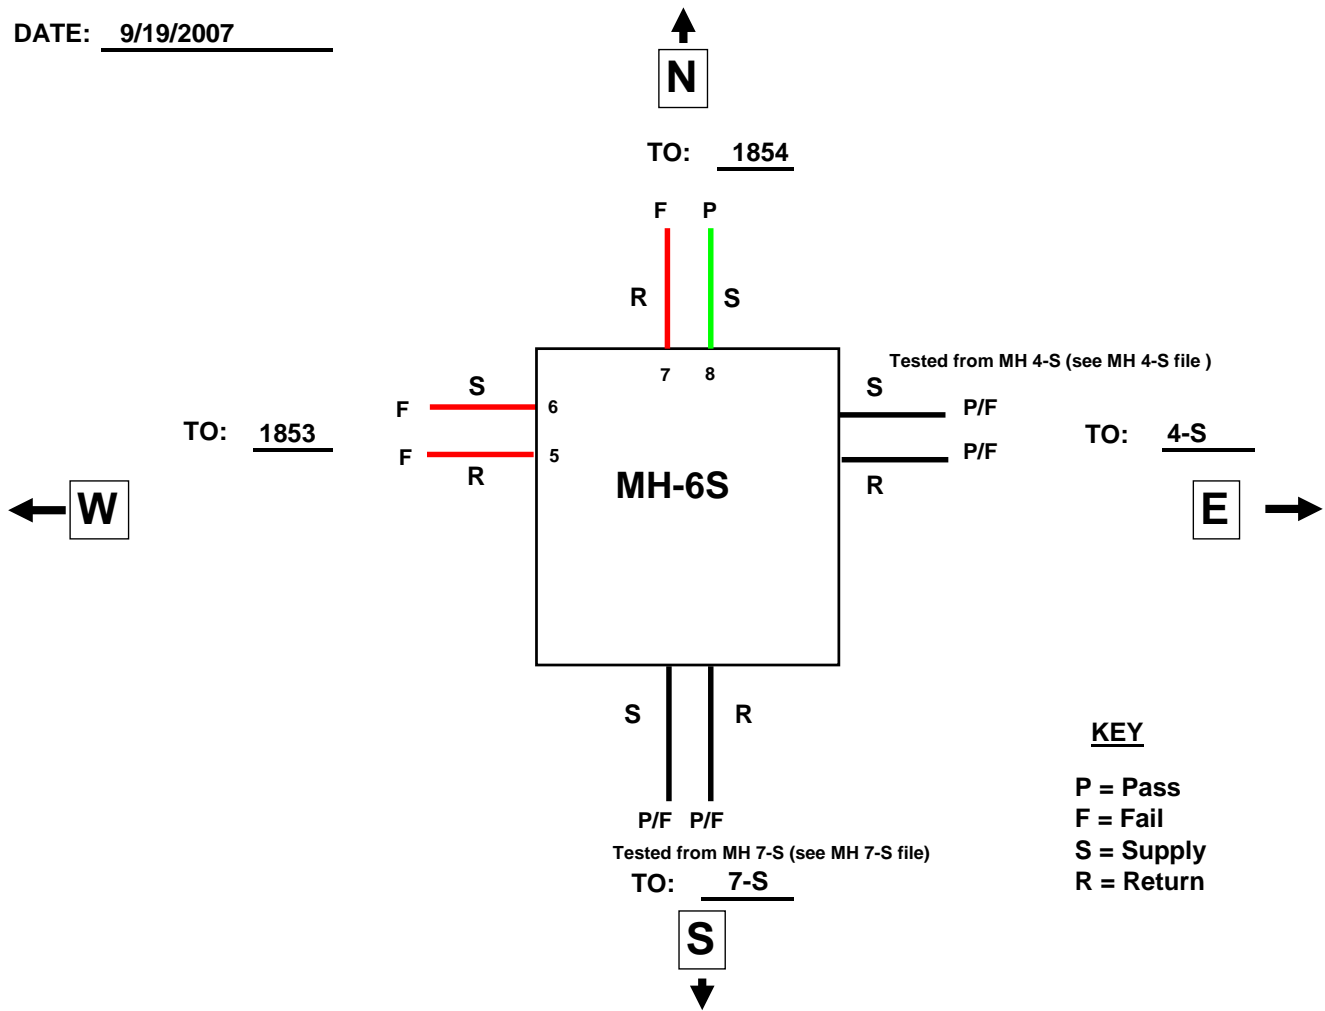 DATE: 9/19/2007
N
TO: 1854
F P
R S
7 8
Tested from MH 4-S (see MH 4-S file )
S S
F 6 P/F
TO: 1853 TO: 4-S
F 5 P/F
R R
MH-6S
W E
S R
KEY
P = Pass
P/F P/F
F = Fail
Tested from MH 7-S (see MH 7-S file)
S = Supply
TO: 7-S
R = Return
S